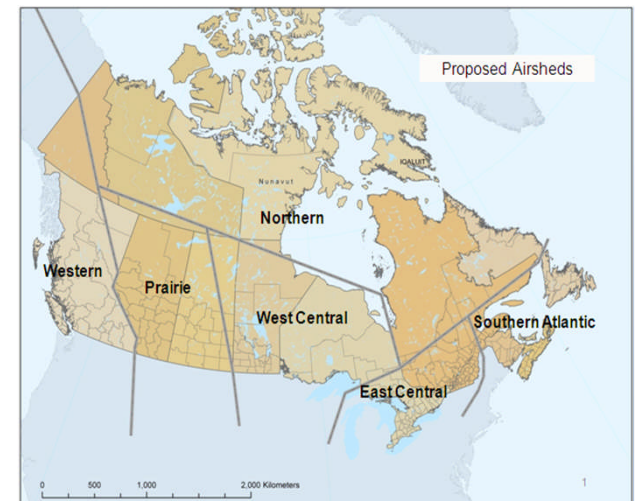 Proposed Airsheds
IQALUIT
Nunavut
Northern
Western
Prairie
West Central
Southern Atlantic
East Central
0 500 1,000 2,000 Kilometers
1